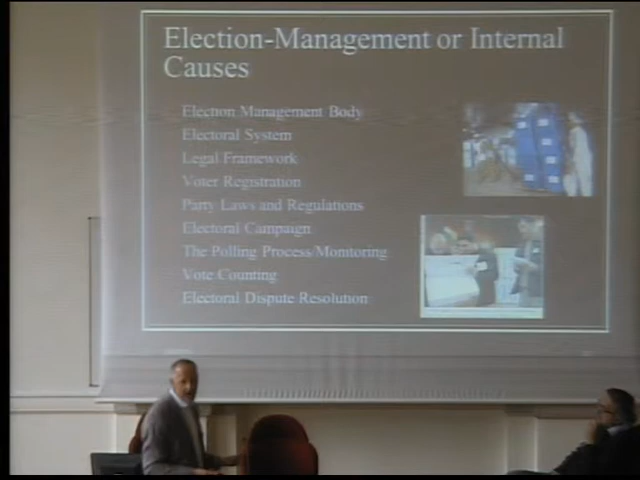 Election-Management or Internal
Causes
Election Management Body
Electoral System
Legal Framework
Voter Registration
Party Laws and Regulations
Electoral Campaign
The Polling Process/Monitoring
Vote Counting
Electoral Dispute Resolution